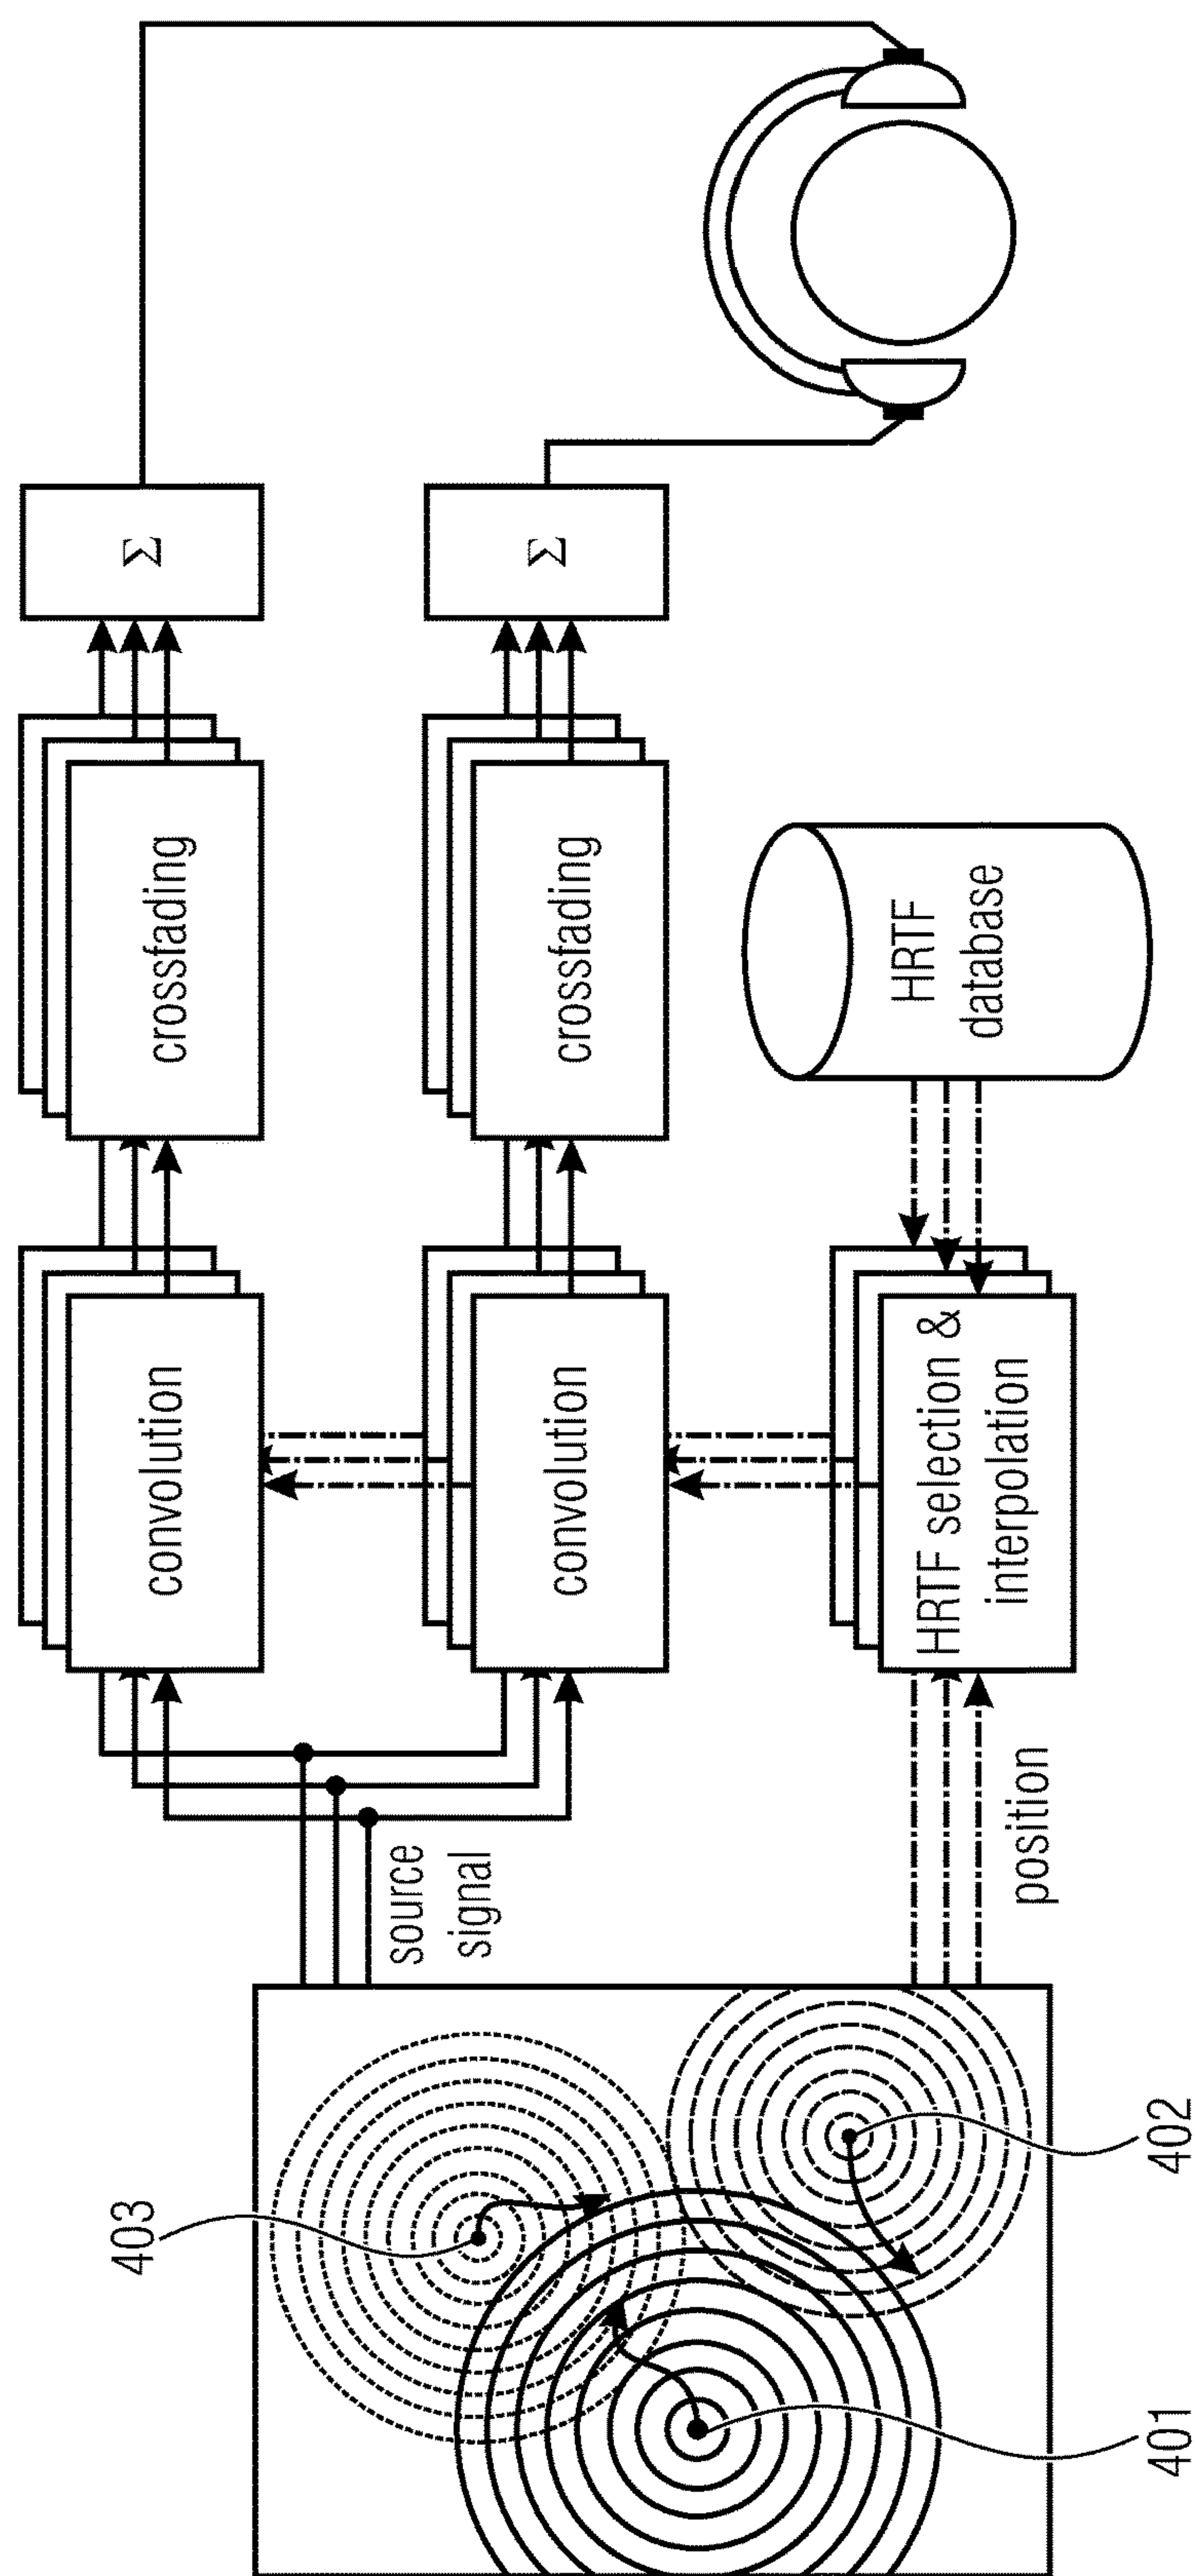 403
401
402
source
signal
position
convolution
convolution
HRTF selection &
interpolation
crossfading
crossfading
HRTF
database
Σ
Σ